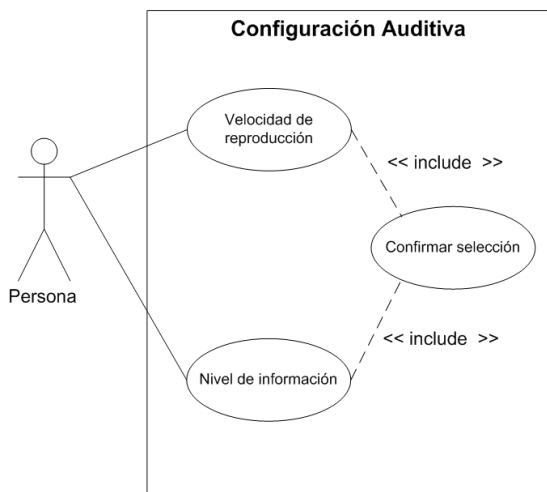 Configuración Auditiva
Velocidad de
reproducción
<< include >>
Confirmar selección
Persona
<< include >>
Nivel de información